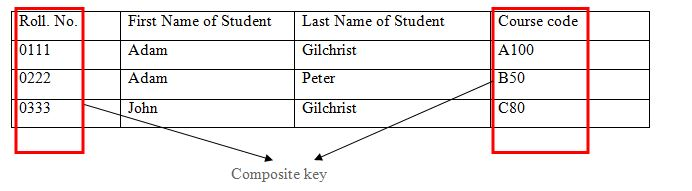 Roll. No. First Name of Student Last Name of Student Course code
0111 Adam Gilchrist A100
0222 Adam Peter B50
0333 John Gilchrist C80
Composite key